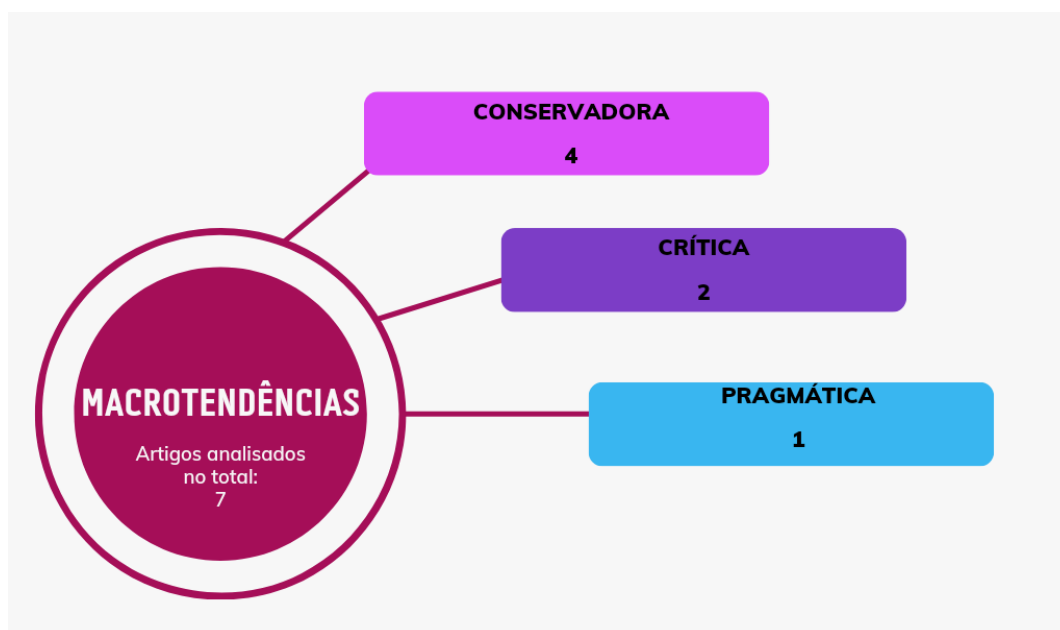 CONSERVADORA
4
CRÍTICA
2
PRAGMÁTICA
1
MACROTENDÊNCIAS
Artigos analisados
no total:
7